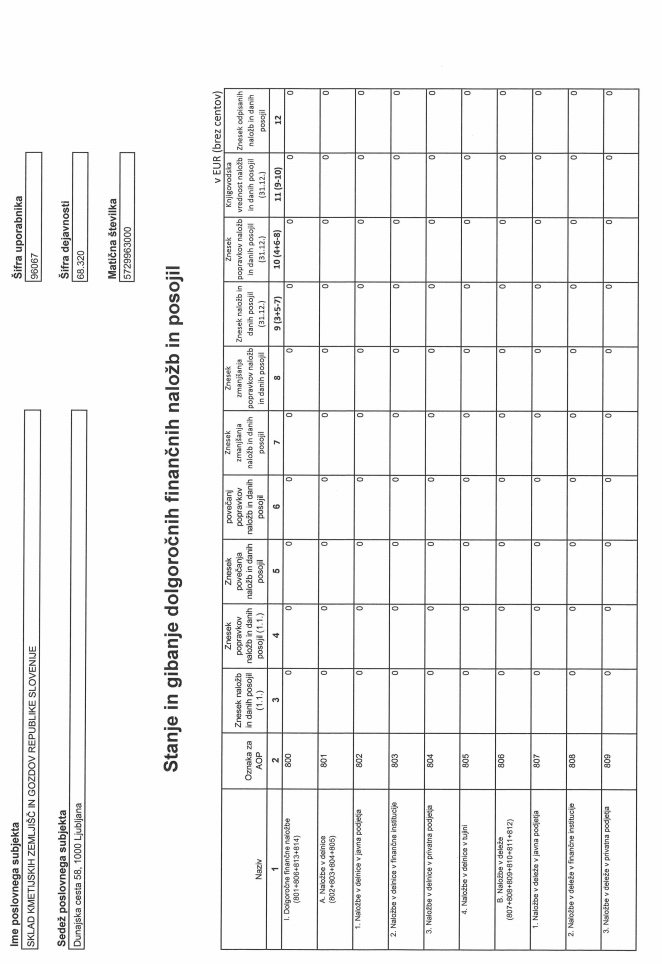 Ime poslovnega subjekta
SKLAD KMETIJSKIH ZEMLJIŠČ IN GOZDOV REPUBLIKE SLOVENIJE
Šifra uporabnika
96067
Sedež poslovnega subjekta
Dunajska cesta 58, 1000 Ljubljana
Šifra dejavnosti
68.320
Matična številka
5729963000
Stanje in gibanje dolgoročnih finančnih naložb in posojil
v EUR (brez centov)
Naziv
Oznaka za AOP
Znesek naložb in danih posojil (1.1.)
Znesek popravkov naložb in danih posojil (1.1.)
Znesek povečanja naložb in danih posojil
povečanj popravkov naložb in danih posojil
Znesek zmanjšanja naložb in danih posojil
Znesek zmanjšanja popravkov naložb in danih posojil
Znesek naložb in danih posojil (31.12.)
Znesek popravkov naložb in danih posojil (31.12.)
Knjigovodska vrednost naložb in danih posojil (31.12.)
Znesek odpisanih naložb in danih posojil
1 2 3 4 5 6 7 8 9 (3+5-7) 10 (4+6-8) 11 (9-10) 12
I. Dolgoročne finančne naložbe (801+806+813+814) 800 0 0 0 0 0 0 0 0 0 0
A. Naložbe v delnice (802+803+804+805) 801 0 0 0 0 0 0 0 0 0 0
1. Naložbe v delnice v javna podjetja 802 0 0 0 0 0 0 0 0 0 0
2. Naložbe v delnice v finančne institucije 803 0 0 0 0 0 0 0 0 0 0
3. Naložbe v delnice v privatna podjetja 804 0 0 0 0 0 0 0 0 0 0
4. Naložbe v delnice v tujini 805 0 0 0 0 0 0 0 0 0 0
B. Naložbe v deleže (807+808+809+810+811+812) 806 0 0 0 0 0 0 0 0 0 0
1. Naložbe v deleže v javna podjetja 807 0 0 0 0 0 0 0 0 0 0
2. Naložbe v deleže v finančne institucije 808 0 0 0 0 0 0 0 0 0 0
3. Naložbe v deleže v privatna podjetja 809 0 0 0 0 0 0 0 0 0 0